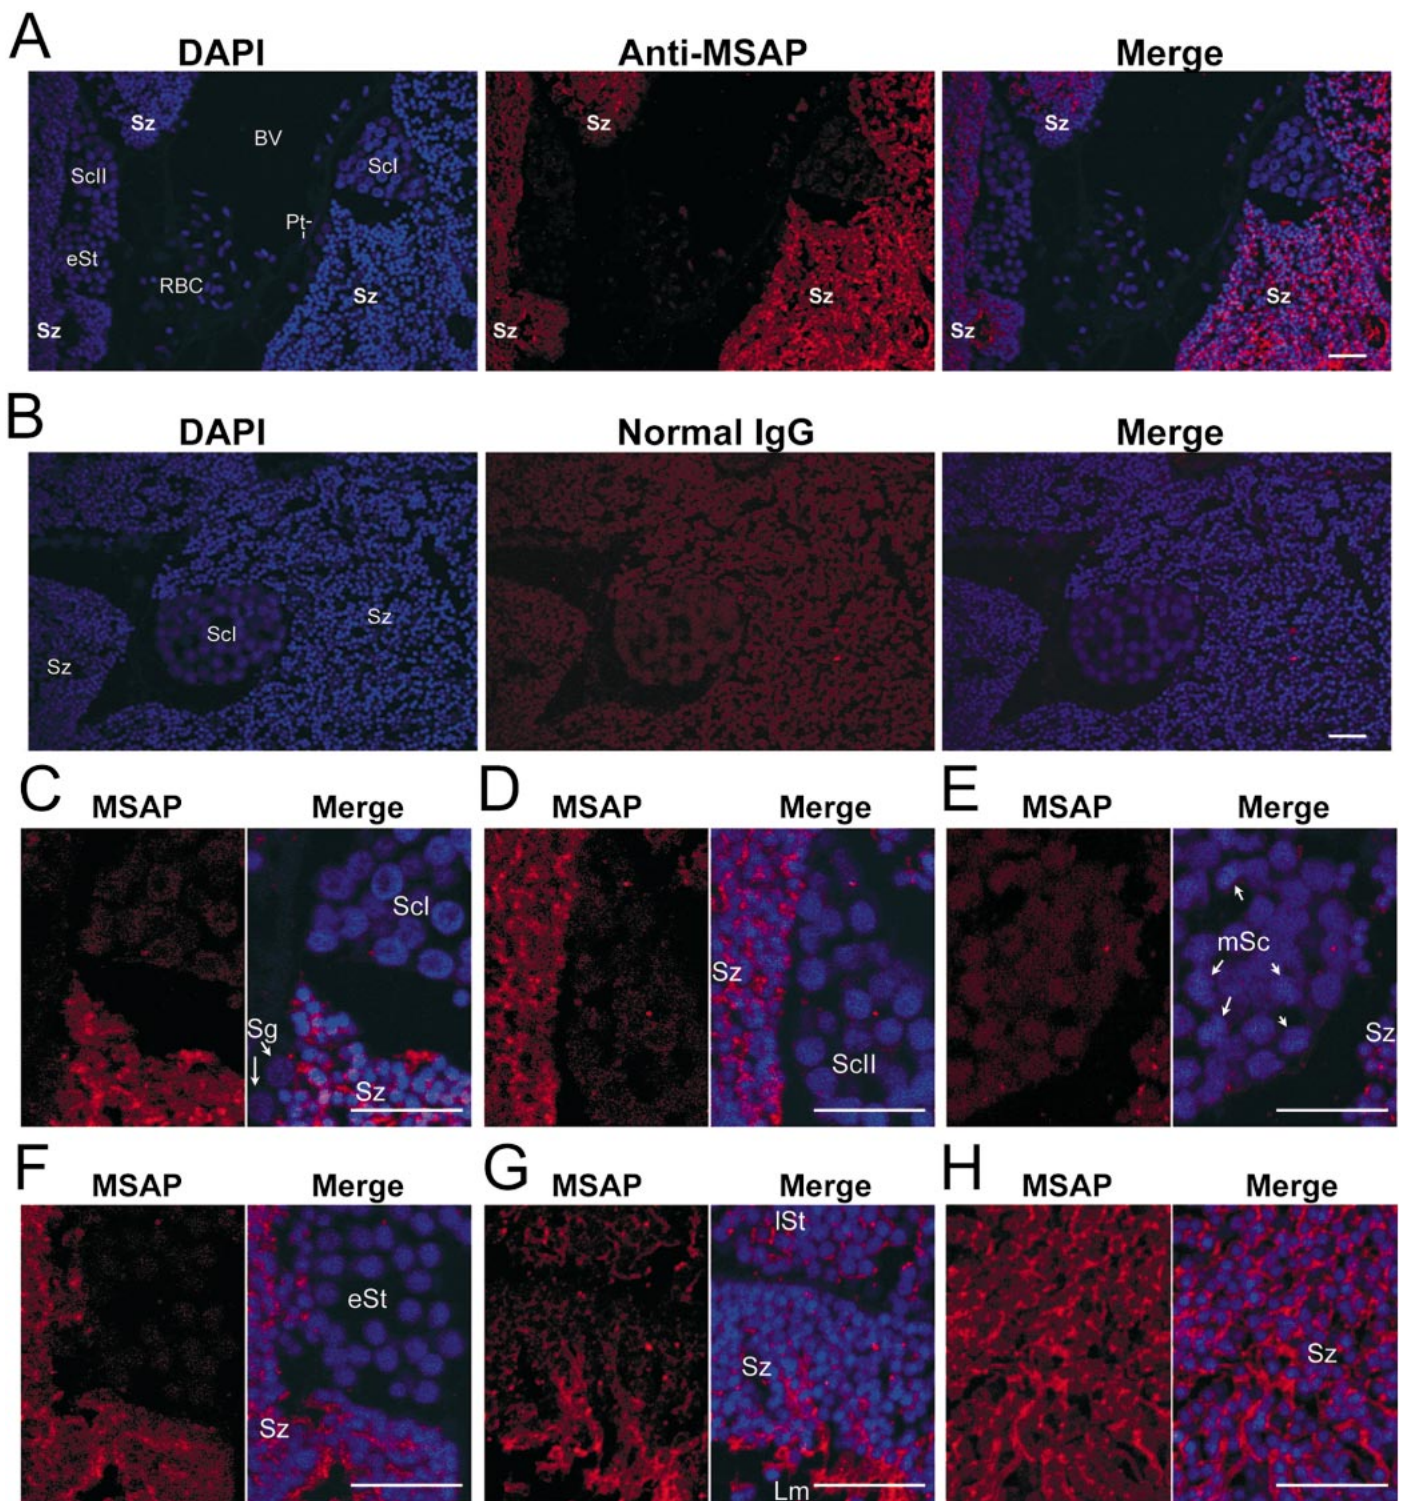 A
DAPI Anti-MSAP Merge
Sz BV ScII ScI Pt eSt RBC Sz Sz
Sz Sz Sz
Sz Sz Sz
B
DAPI Normal IgG Merge
ScI Sz Sz
C D E
MSAP Merge MSAP Merge MSAP Merge
ScI Sg Sz
Sz ScII
mSc Sz
F G H
MSAP Merge MSAP Merge MSAP Merge
eSt Sz
lSt Sz Lm
Sz